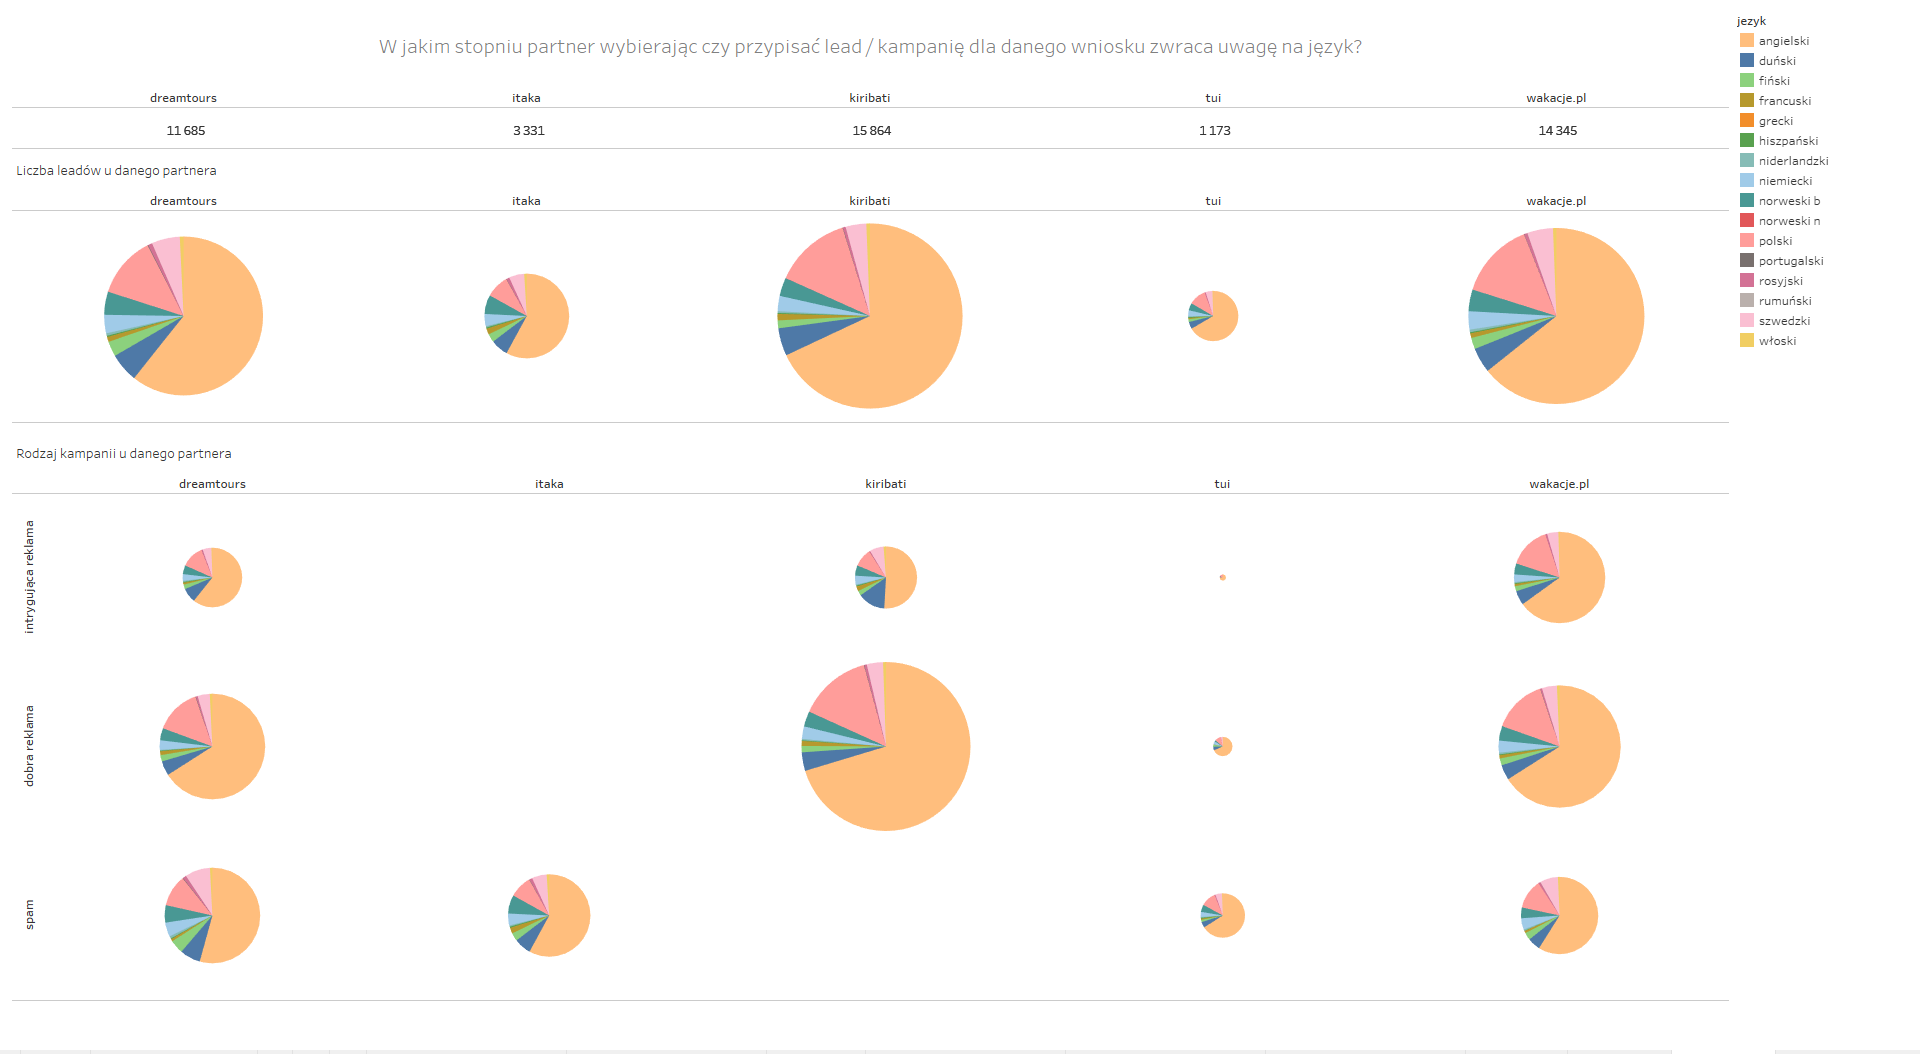 W jakim stopniu partner wybierając czy przypisać lead / kampanię dla danego wniosku zwraca uwagę na język?
dreamtours itaka kiribati tui wakacje.pl
11 685 3 331 15 864 1 173 14 345
Liczba leadów u danego partnera
dreamtours itaka kiribati tui wakacje.pl
Rodzaj kampanii u danego partnera
dreamtours itaka kiribati tui wakacje.pl
intrygująca reklama
dobra reklama
spam
jezyk
angielski
duński
fiński
francuski
grecki
hiszpański
niderlandzki
niemiecki
norweski b
norweski n
polski
portugalski
rosyjski
rumuński
szwedzki
włoski